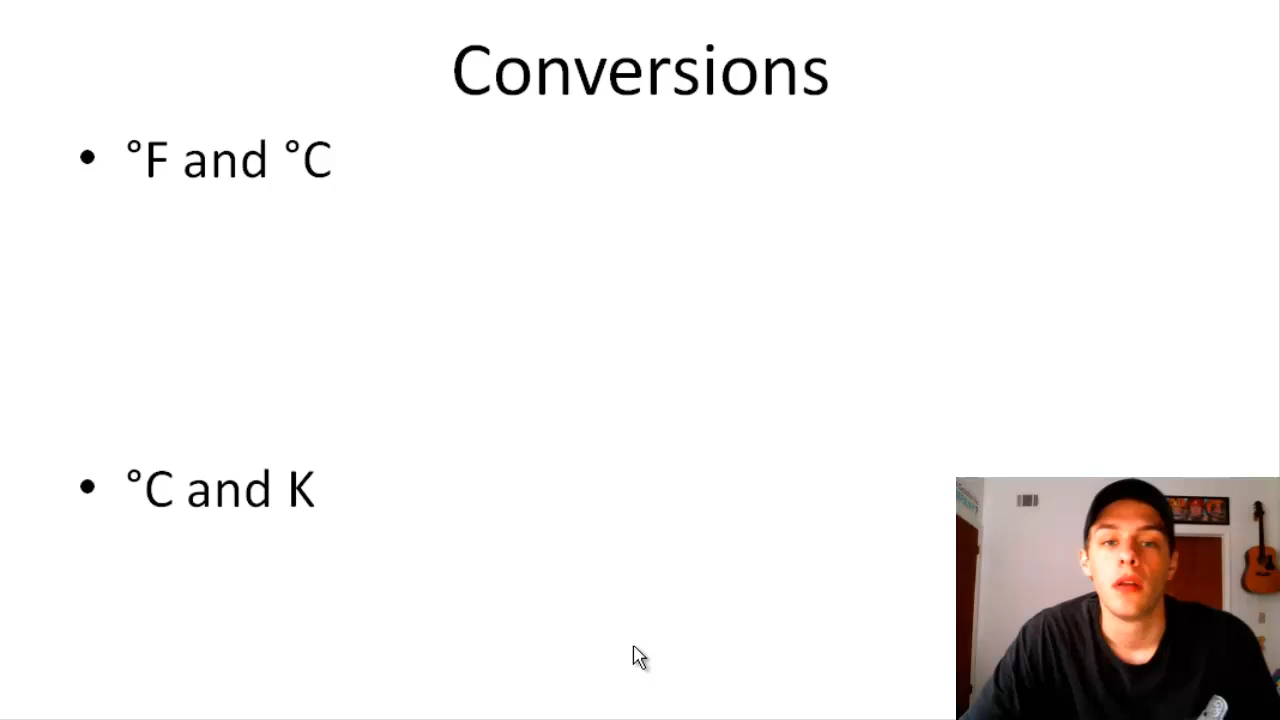 Conversions
• °F and °C
• °C and K